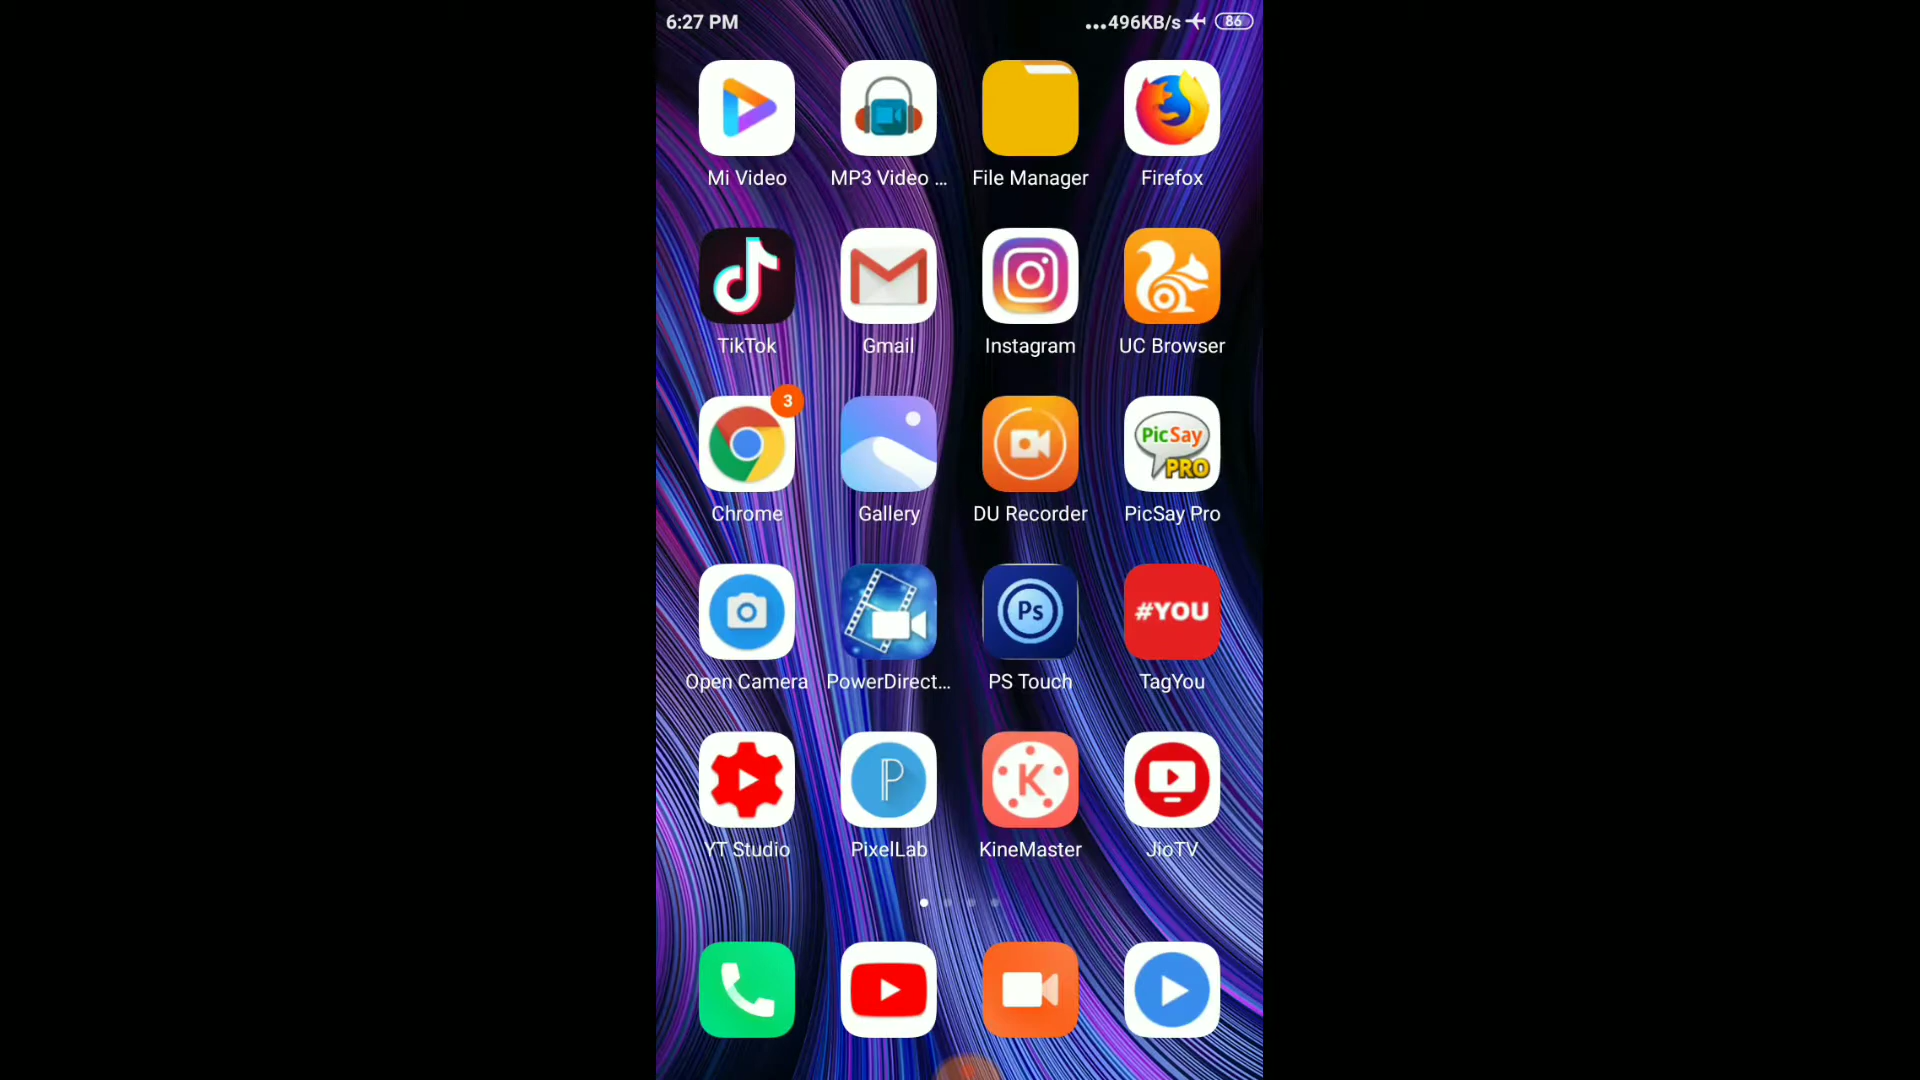 6:27 PM ...496KB/s 86
Mi Video MP3 Video ... File Manager Firefox
TikTok Gmail Instagram UC Browser
3
PicSay
PRO
Chrome Gallery DU Recorder PicSay Pro
Ps #YOU
Open Camera PowerDirect... PS Touch TagYou
P K
YT Studio PixelLab KineMaster JioTV